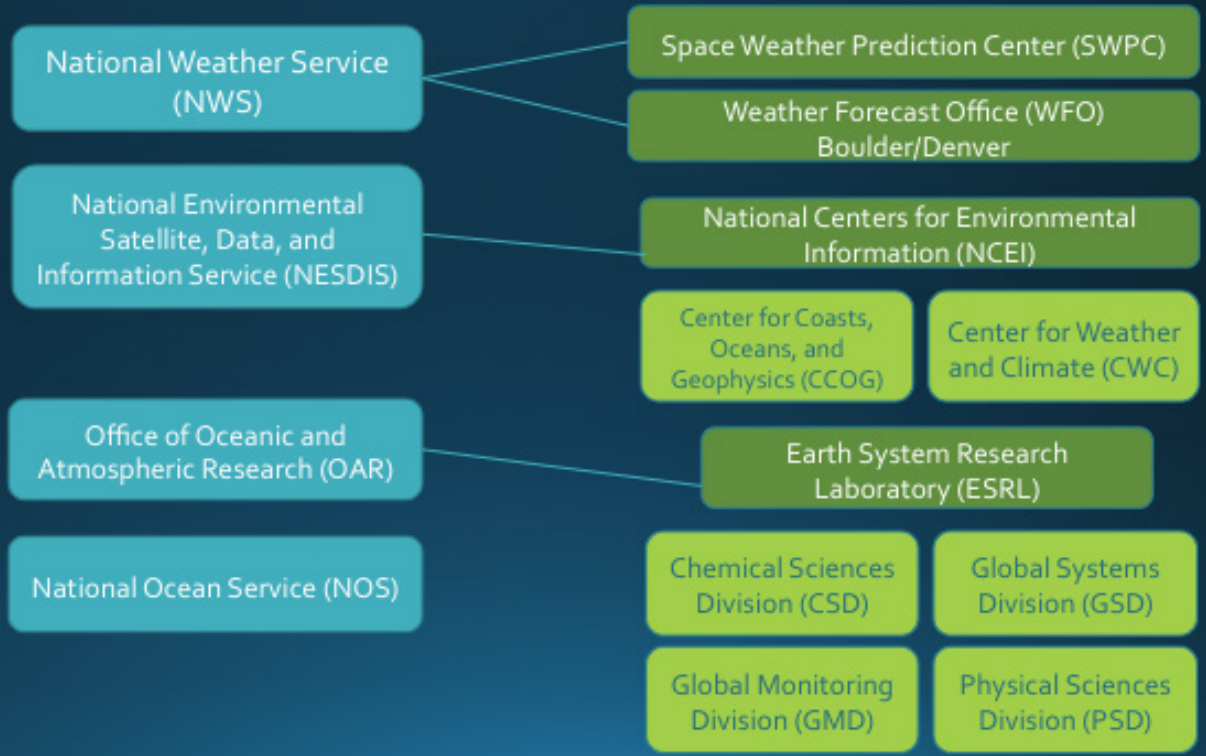 National Weather Service
(NWS)
Space Weather Prediction Center (SWPC)
Weather Forecast Office (WFO)
Boulder/Denver
National Environmental
Satellite, Data, and
Information Service (NESDIS)
National Centers for Environmental
Information (NCEI)
Center for Coasts,
Oceans, and
Geophysics (CCOG)
Center for Weather
and Climate (CWC)
Office of Oceanic and
Atmospheric Research (OAR)
Earth System Research
Laboratory (ESRL)
National Ocean Service (NOS)
Chemical Sciences
Division (CSD)
Global Systems
Division (GSD)
Global Monitoring
Division (GMD)
Physical Sciences
Division (PSD)